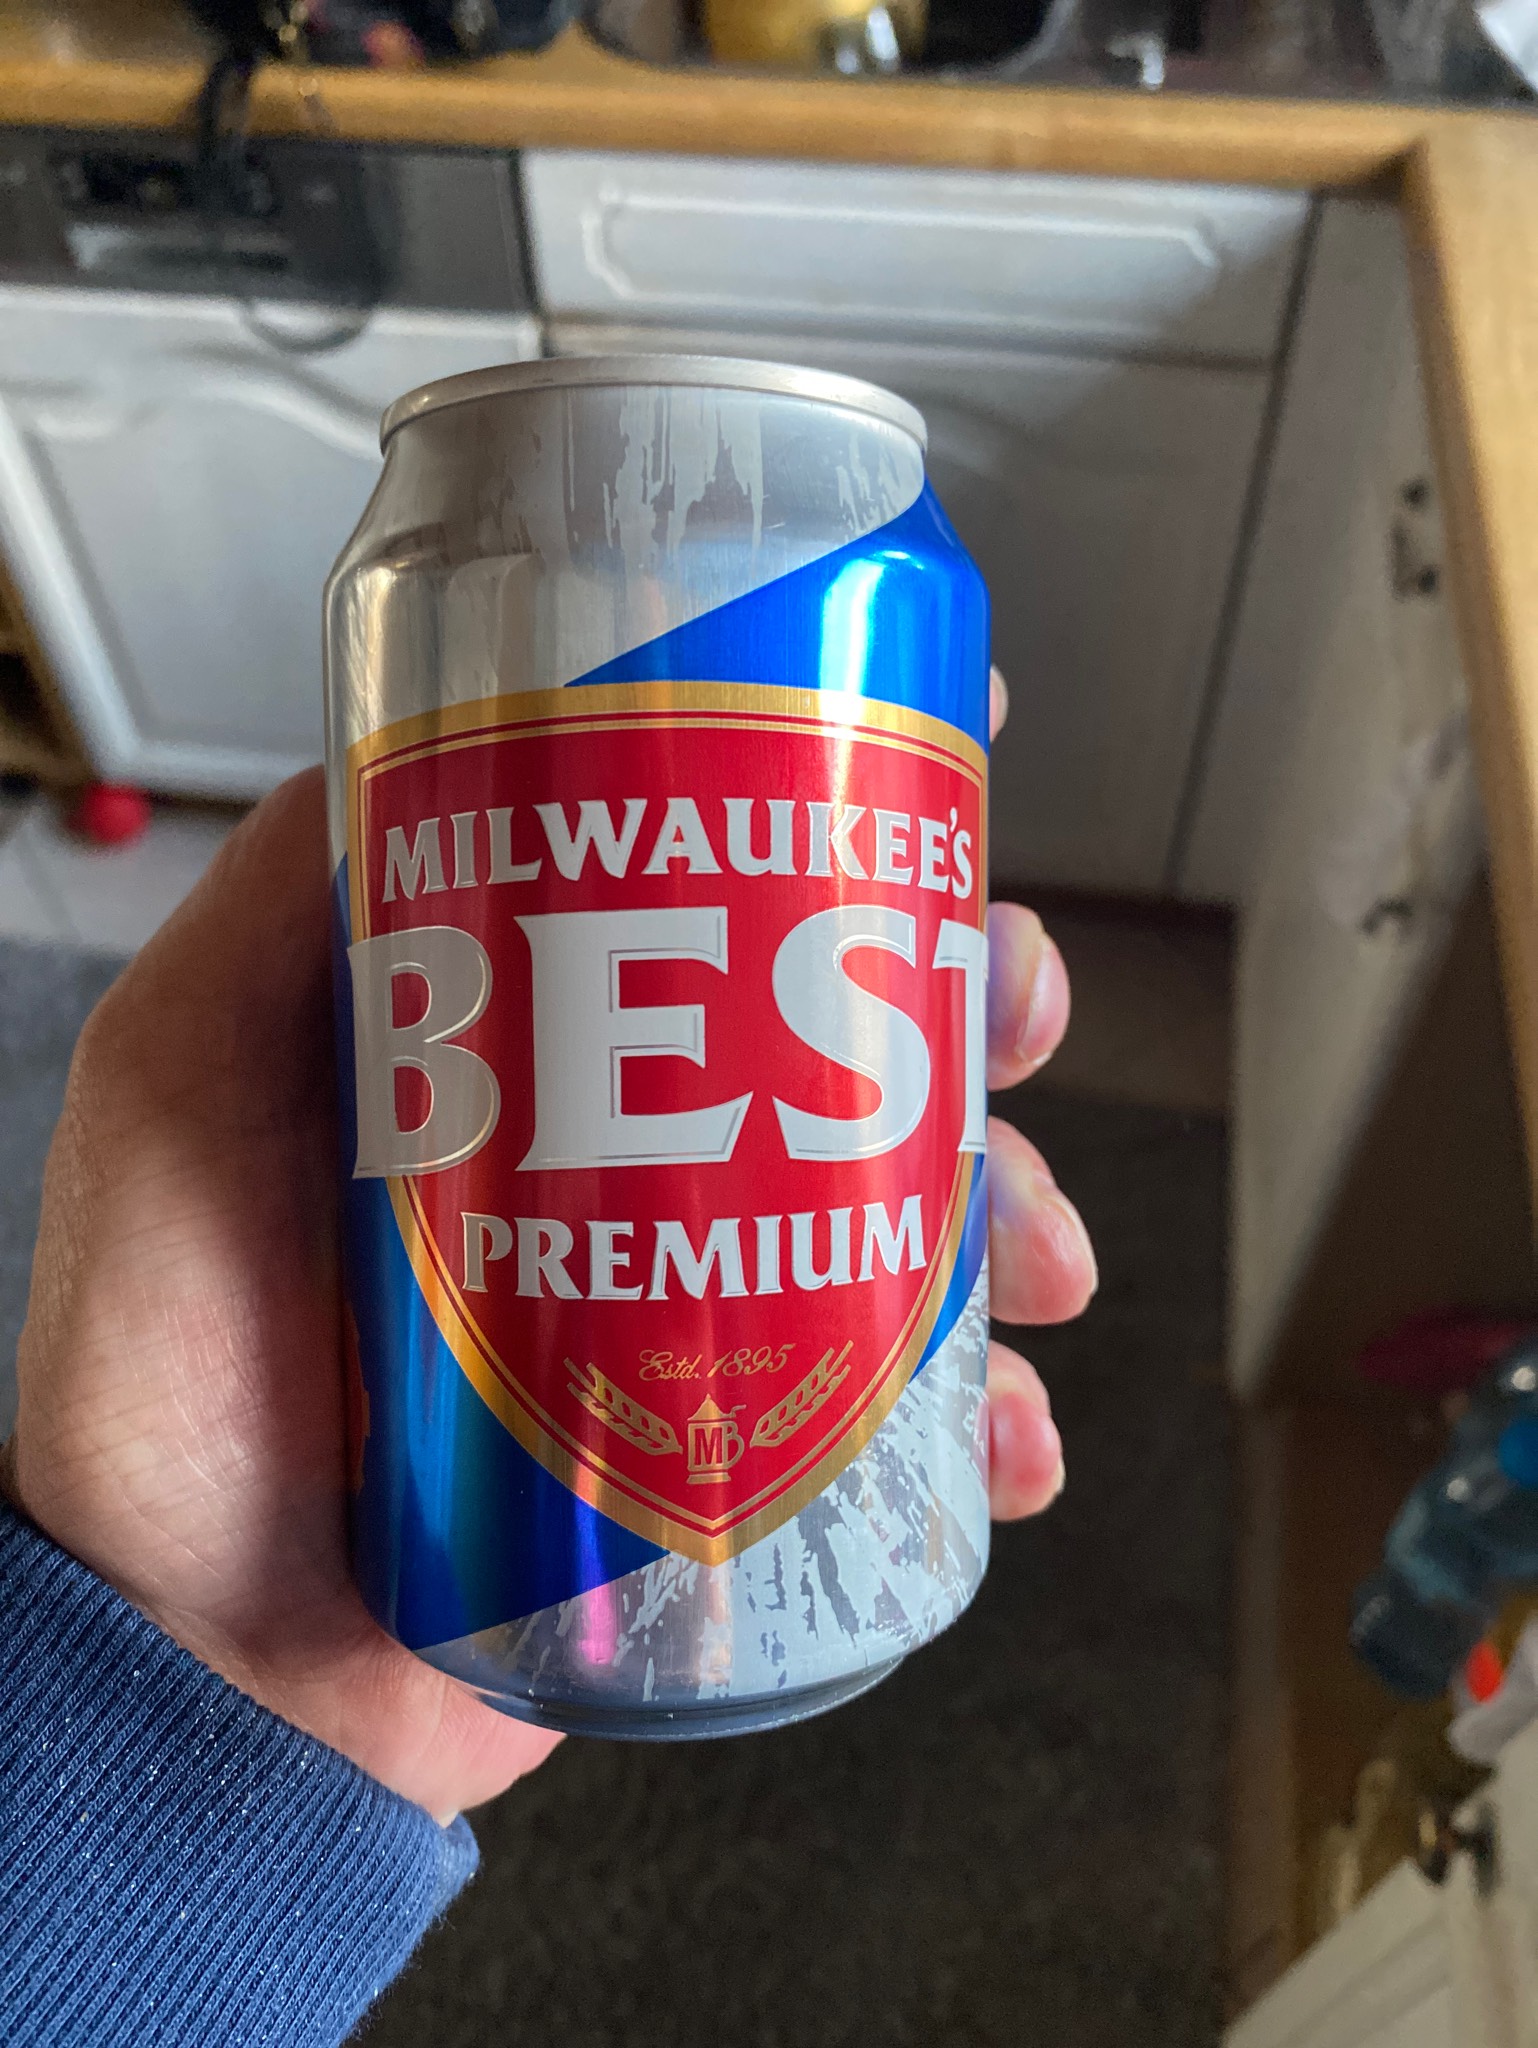 MILWAUKEE'S
BEST
PREMIUM
Estd. 1895
MB